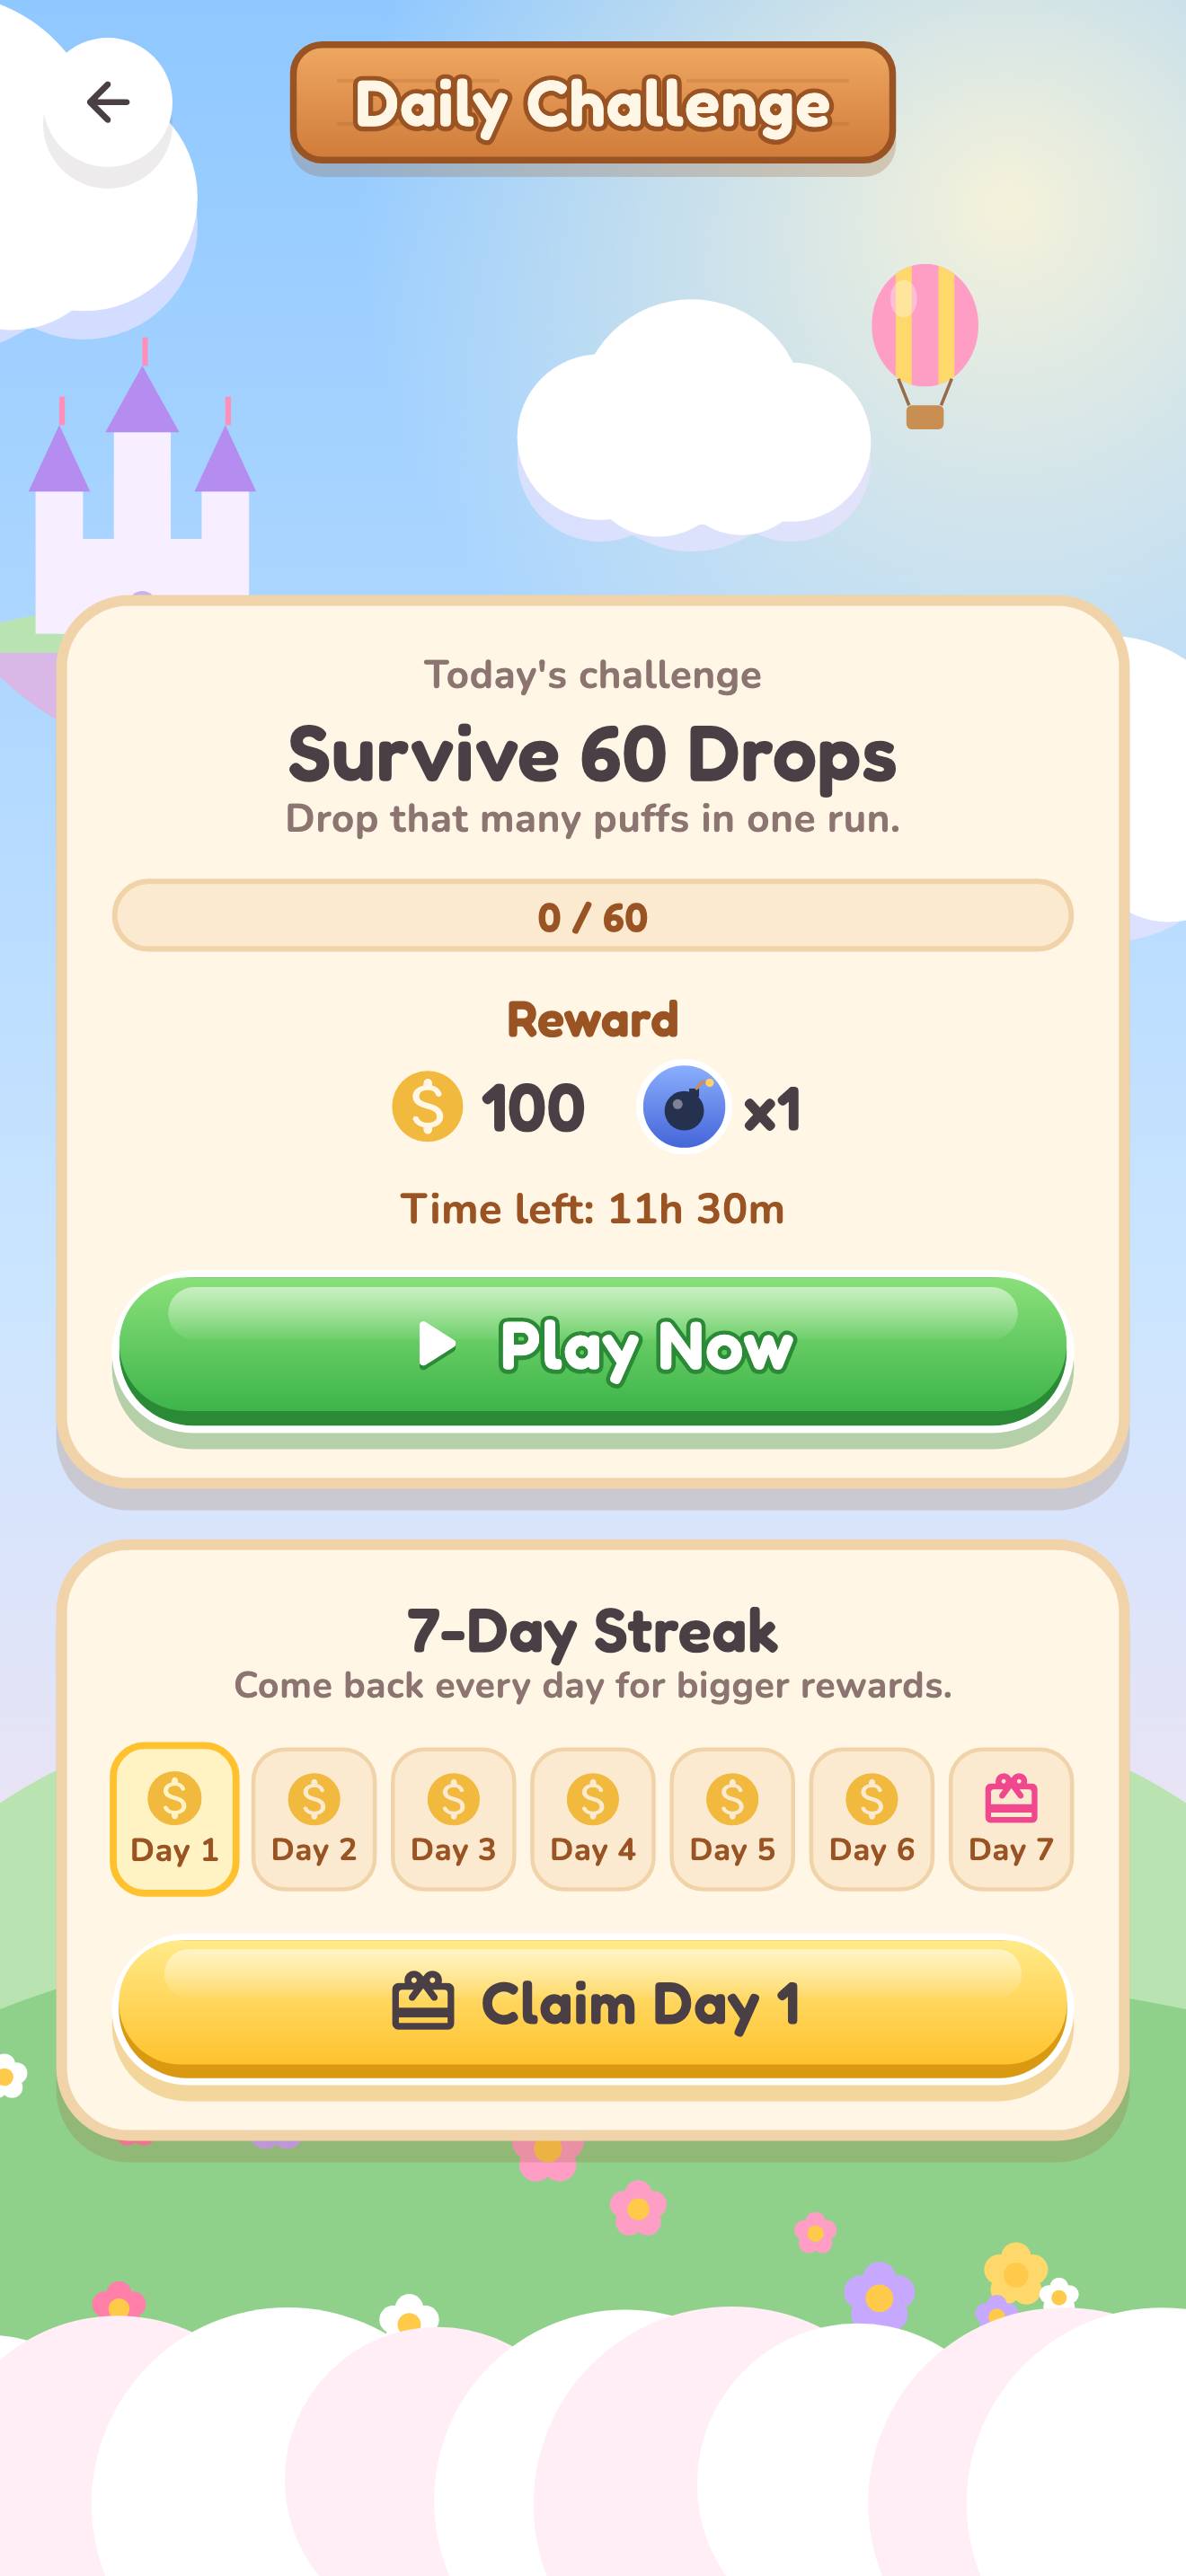 Daily Challenge
Today's challenge
Survive 60 Drops
Drop that many puffs in one run.
0 / 60
Reward
100 x1
Time left: 11h 30m
Play Now
7-Day Streak
Come back every day for bigger rewards.
Day 1 Day 2 Day 3 Day 4 Day 5 Day 6 Day 7
Claim Day 1